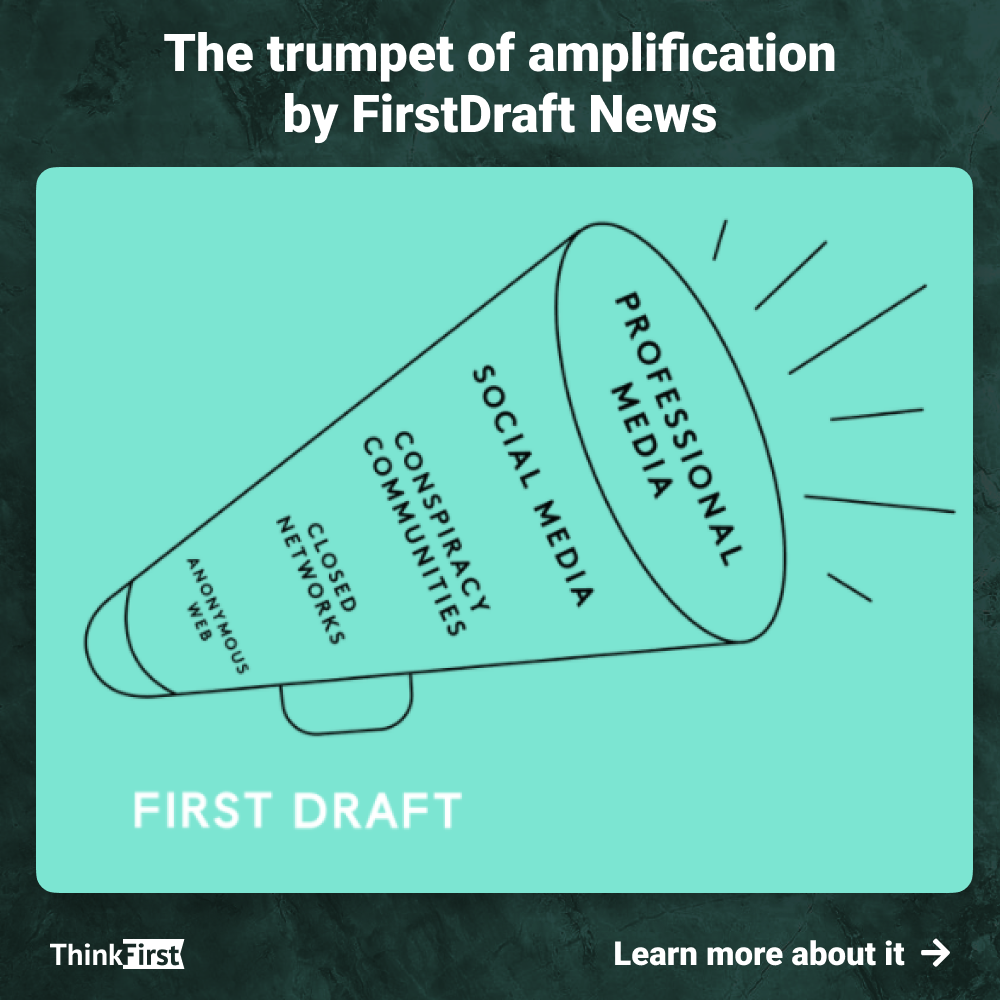 The trumpet of amplification
by FirstDraft News
ANONYMOUS
WEB
CLOSED
NETWORKS
CONSPIRACY
COMMUNITIES
SOCIAL MEDIA
PROFESSIONAL
MEDIA
FIRST DRAFT
ThinkFirst
Learn more about it →